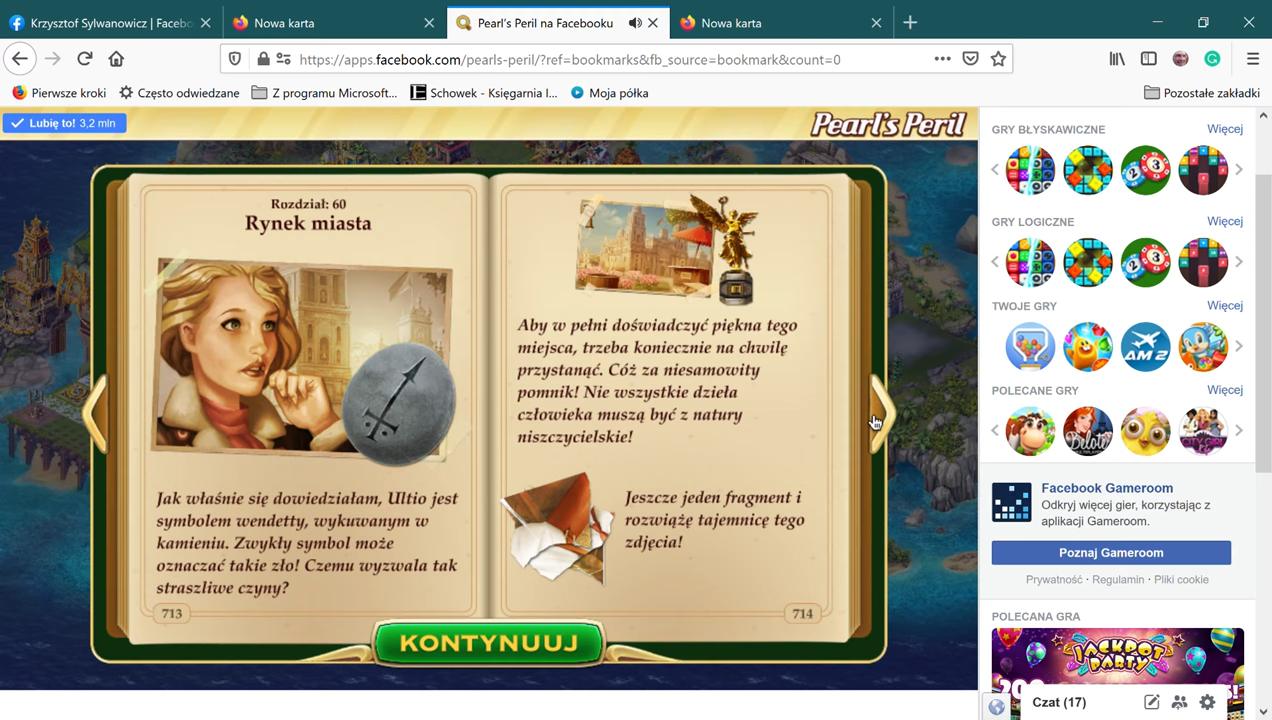 Krzysztof Sylwanowicz | Facebo
Nowa karta
Pearl's Peril na Facebooku
Nowa karta
https://apps.facebook.com/pearls-peril/?ref=bookmarks&fb_source=bookmark&count=0
Pierwsze kroki
Często odwiedzane
Z programu Microsoft...
Schowek - Księgarnia I...
Moja półka
Pozostałe zakładki
Lubię to! 3,2 mln
Pearl's Peril
Rozdział: 60
Rynek miasta
Jak właśnie się dowiedziałam, Ultio jest
symbolem wendetty, wykuwanym w
kamieniu. Zwykły symbol może
oznaczać takie zło! Czemu wyzwala tak
straszliwe czyny?
713
Aby w pełni doświadczyć piękna tego
miejsca, trzeba koniecznie na chwilę
przystanąć. Cóż za niesamowity
pomnik! Nie wszystkie dzieła
człowieka muszą być z natury
niszczycielskie!
Jeszcze jeden fragment i
rozwiążę tajemnicę tego
zdjęcia!
714
KONTYNUUJ
GRY BŁYSKAWICZNE
Więcej
GRY LOGICZNE
Więcej
TWOJE GRY
Więcej
AM 2
POLECANE GRY
Więcej
Belote
CITY GIRL
Facebook Gameroom
Odkryj więcej gier, korzystając z
aplikacji Gameroom.
Poznaj Gameroom
Prywatność · Regulamin · Pliki cookie
POLECANA GRA
JACKPOT
PARTY
Czat (17)